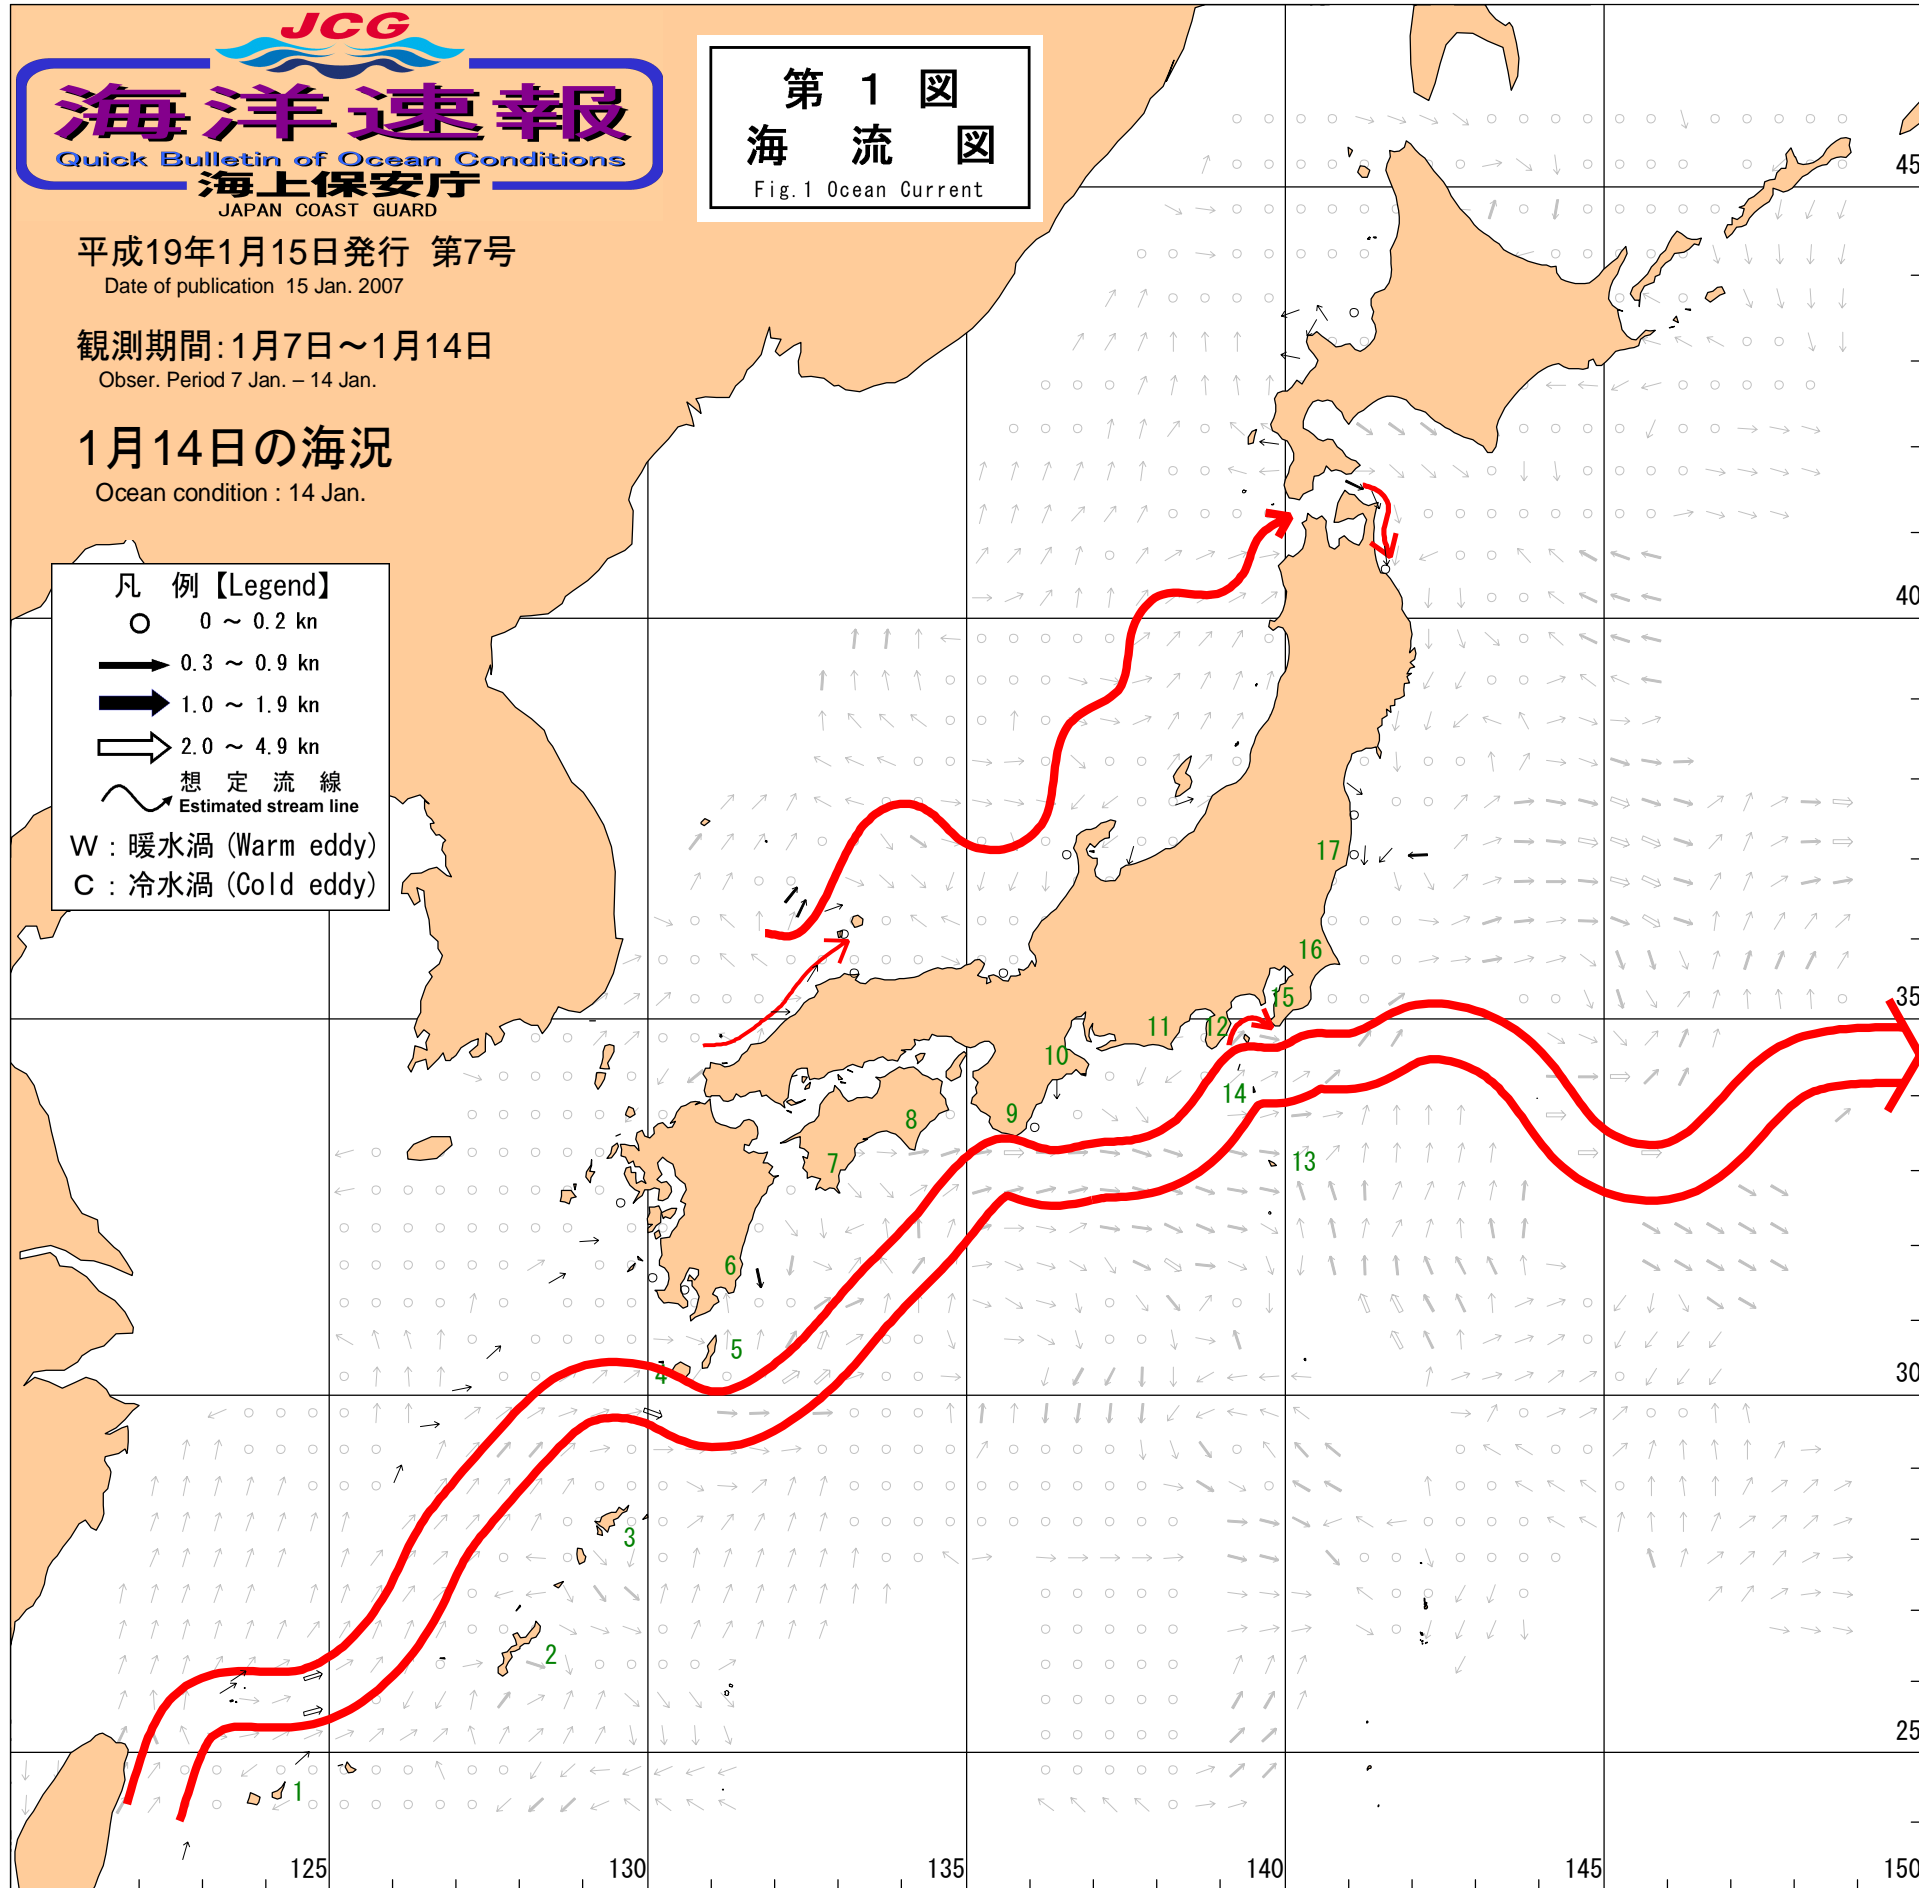 JCG
海洋速報
Quick Bulletin of Ocean Conditions
海上保安庁
JAPAN COAST GUARD
平成19年1月15日発行 第7号
Date of publication 15 Jan. 2007
観測期間:1月7日～1月14日
Obser. Period 7 Jan. – 14 Jan.
1月14日の海況
Ocean condition : 14 Jan.
第 1 図
海 流 図
Fig.1 Ocean Current
凡 例【Legend】
0 ～ 0.2 kn
0.3 ～ 0.9 kn
1.0 ～ 1.9 kn
2.0 ～ 4.9 kn
想 定 流 線
Estimated stream line
W : 暖水渦 (Warm eddy)
C : 冷水渦 (Cold eddy)
45
40
35
30
25
17
16
15
12
11
10
14
9
8
13
7
6
5
4
3
2
1
125
130
135
140
145
150